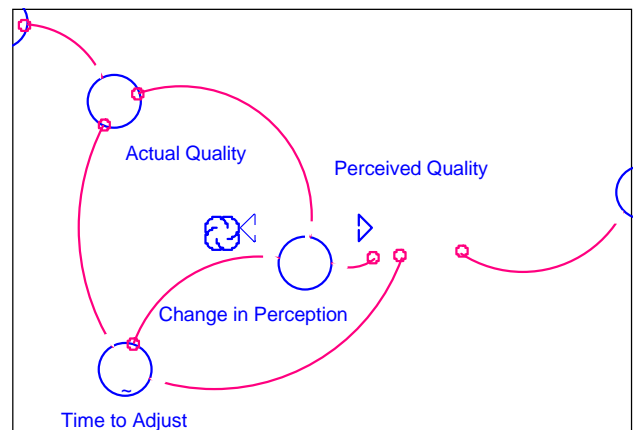 Actual Quality
Perceived Quality
Change in Perception
~
Time to Adjust